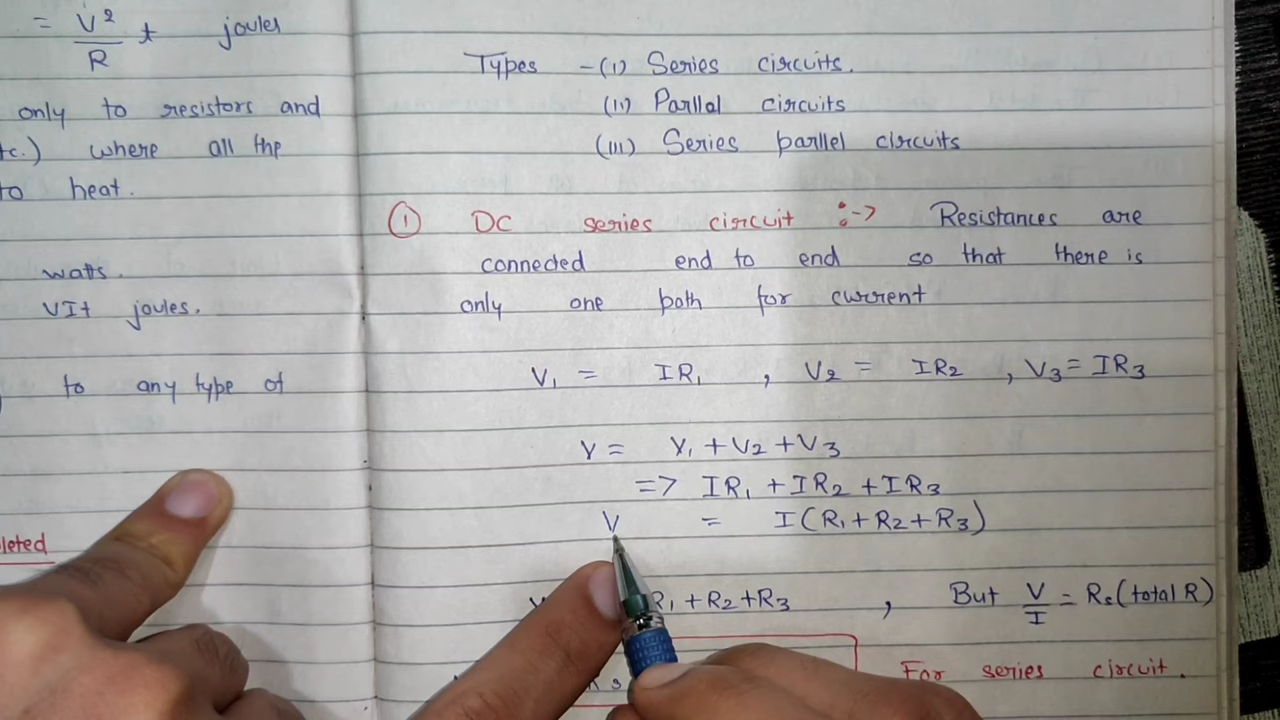 = V²/R t joules
only to resistors and
tc.) where all the
to heat.
watts.
VIt joules.
to any type of
leted
Types - (I) Series circuits.
(II) Parllal circuits
(III) Series parllel circuits
① DC series circuit :-> Resistances are
connected end to end so that there is
only one path for current
V₁ = IR₁ , V₂ = IR₂ , V₃ = IR₃
V = V₁ + V₂ + V₃
=> IR₁ + IR₂ + IR₃
V = I(R₁ + R₂ + R₃)
R₁ + R₂ + R₃ , But V/I = Rs (total R)
For series circuit.